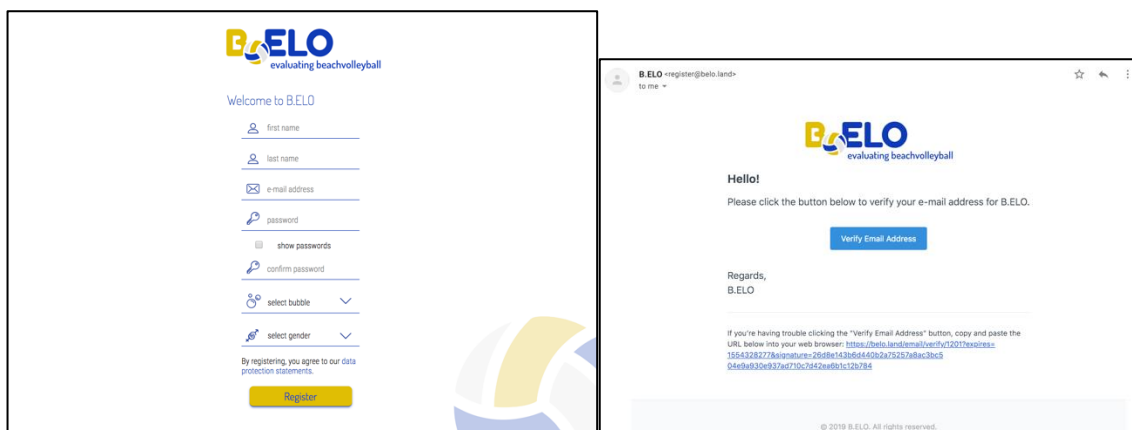 B.ELO
evaluating beachvolleyball
Welcome to B.ELO
first name
last name
e-mail address
password
show passwords
confirm password
select bubble
select gender
By registering, you agree to our data
protection statements.
Register
B.ELO <register@belo.land>
to me
B.ELO
evaluating beachvolleyball
Hello!
Please click the button below to verify your e-mail address for B.ELO.
Verify Email Address
Regards,
B.ELO
If you're having trouble clicking the "Verify Email Address" button, copy and paste the
URL below into your web browser: https://belo.land/email/verify/1201?expires=
1554328277&signature=26d8e143b6d440b2a75257a8ac3bc5
04e9a930e937ad710c7d42ea6b1c12b784
© 2019 B.ELO. All rights reserved.